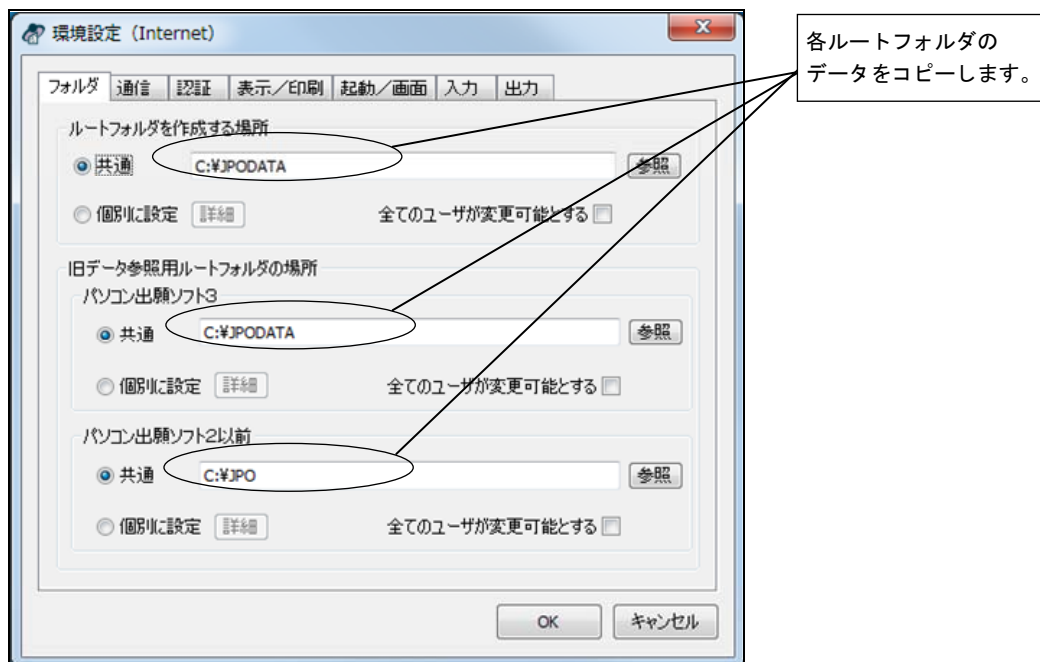 環境設定（Internet）
各ルートフォルダの
データをコピーします。
フォルダ 通信 認証 表示／印刷 起動／画面 入力 出力
ルートフォルダを作成する場所
共通 C:¥JPODATA 参照
個別に設定 詳細 全てのユーザが変更可能とする
旧データ参照用ルートフォルダの場所
パソコン出願ソフト3
共通 C:¥JPODATA 参照
個別に設定 詳細 全てのユーザが変更可能とする
パソコン出願ソフト2以前
共通 C:¥JPO 参照
個別に設定 詳細 全てのユーザが変更可能とする
OK キャンセル